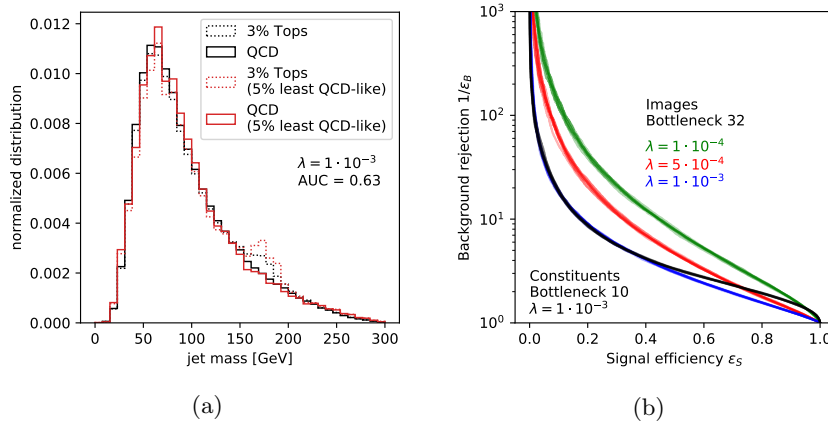 3% Tops
QCD
3% Tops
(5% least QCD-like)
QCD
(5% least QCD-like)
λ = 1 · 10⁻³
AUC = 0.63
normalized distribution
0.012
0.010
0.008
0.006
0.004
0.002
0.000
0 50 100 150 200 250 300
jet mass [GeV]
(a)
Background rejection 1/ε_B
10³
10²
10¹
10⁰
Images
Bottleneck 32
λ = 1 · 10⁻⁴
λ = 5 · 10⁻⁴
λ = 1 · 10⁻³
Constituents
Bottleneck 10
λ = 1 · 10⁻³
0.0 0.2 0.4 0.6 0.8 1.0
Signal efficiency ε_S
(b)